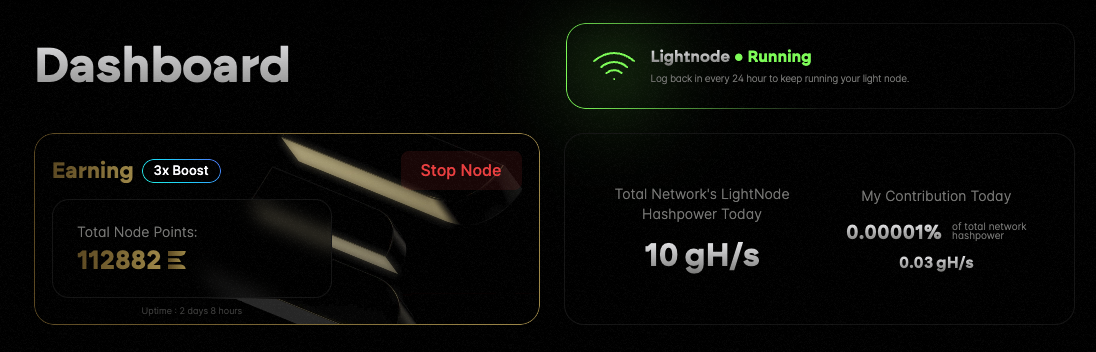 Dashboard
Lightnode • Running
Log back in every 24 hour to keep running your light node.
Earning
3x Boost
Stop Node
Total Node Points:
112882
Uptime : 2 days 8 hours
Total Network's LightNode
Hashpower Today
10 gH/s
My Contribution Today
0.00001%
of total network
hashpower
0.03 gH/s